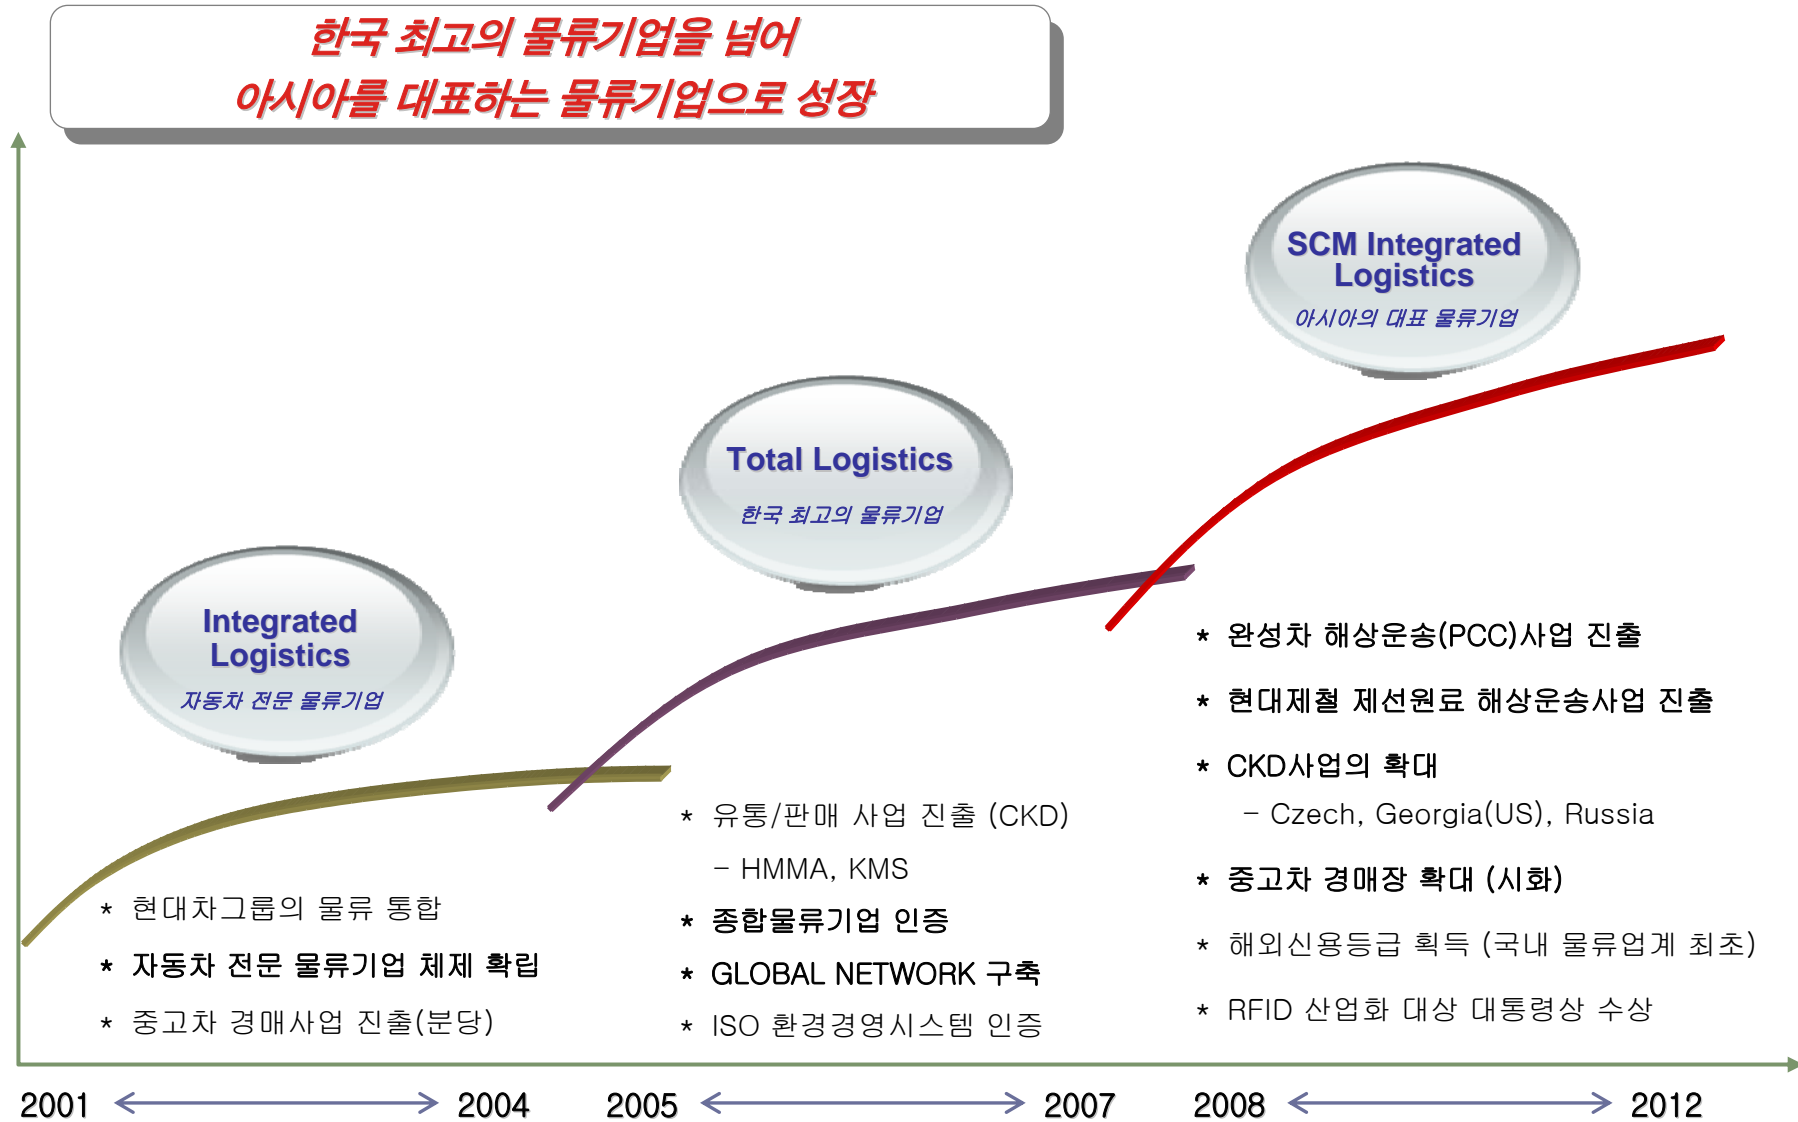 한국 최고의 물류기업을 넘어
아시아를 대표하는 물류기업으로 성장
SCM Integrated
Logistics
아시아의 대표 물류기업
Total Logistics
한국 최고의 물류기업
Integrated
Logistics
자동차 전문 물류기업
* 현대차그룹의 물류 통합
* 자동차 전문 물류기업 체제 확립
* 중고차 경매사업 진출(분당)
* 유통/판매 사업 진출 (CKD)
- HMMA, KMS
* 종합물류기업 인증
* GLOBAL NETWORK 구축
* ISO 환경경영시스템 인증
* 완성차 해상운송(PCC)사업 진출
* 현대제철 제선원료 해상운송사업 진출
* CKD사업의 확대
- Czech, Georgia(US), Russia
* 중고차 경매장 확대 (시화)
* 해외신용등급 획득 (국내 물류업계 최초)
* RFID 산업화 대상 대통령상 수상
2001 2004 2005 2007 2008 2012